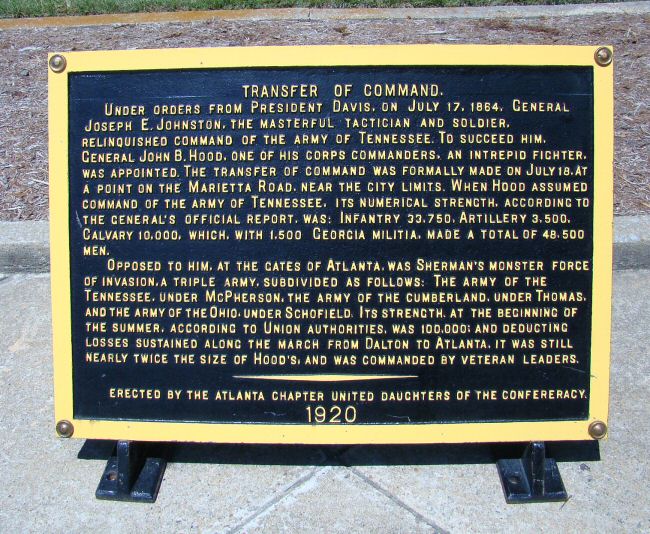 TRANSFER OF COMMAND.
UNDER ORDERS FROM PRESIDENT DAVIS, ON JULY 17, 1864, GENERAL
JOSEPH E. JOHNSTON, THE MASTERFUL TACTICIAN AND SOLDIER,
RELINQUISHED COMMAND OF THE ARMY OF TENNESSEE. TO SUCCEED HIM,
GENERAL JOHN B. HOOD, ONE OF HIS CORPS COMMANDERS, AN INTREPID FIGHTER,
WAS APPOINTED. THE TRANSFER OF COMMAND WAS FORMALLY MADE ON JULY 18, AT
A POINT ON THE MARIETTA ROAD, NEAR THE CITY LIMITS. WHEN HOOD ASSUMED
COMMAND OF THE ARMY OF TENNESSEE, ITS NUMERICAL STRENGTH, ACCORDING TO
THE GENERAL'S OFFICIAL REPORT, WAS: INFANTRY 33,750, ARTILLERY 3,500,
CALVARY 10,000, WHICH, WITH 1,500 GEORGIA MILITIA, MADE A TOTAL OF 48,500
MEN.
OPPOSED TO HIM, AT THE GATES OF ATLANTA, WAS SHERMAN'S MONSTER FORCE
OF INVASION, A TRIPLE ARMY, SUBDIVIDED AS FOLLOWS: THE ARMY OF THE
TENNESSEE, UNDER MCPHERSON, THE ARMY OF THE CUMBERLAND, UNDER THOMAS,
AND THE ARMY OF THE OHIO, UNDER SCHOFIELD. ITS STRENGTH, AT THE BEGINNING OF
THE SUMMER, ACCORDING TO UNION AUTHORITIES, WAS 100,000; AND DEDUCTING
LOSSES SUSTAINED ALONG THE MARCH FROM DALTON TO ATLANTA, IT WAS STILL
NEARLY TWICE THE SIZE OF HOOD'S, AND WAS COMMANDED BY VETERAN LEADERS.
ERECTED BY THE ATLANTA CHAPTER UNITED DAUGHTERS OF THE CONFERERACY.
1920